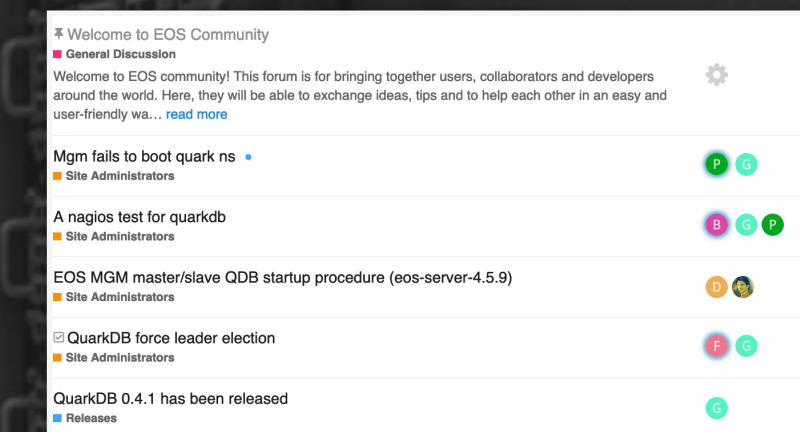 Welcome to EOS Community
General Discussion
Welcome to EOS community! This forum is for bringing together users, collaborators and developers
around the world. Here, they will be able to exchange ideas, tips and to help each other in an easy and
user-friendly wa… read more
Mgm fails to boot quark ns
Site Administrators
P G
A nagios test for quarkdb
Site Administrators
B G P
EOS MGM master/slave QDB startup procedure (eos-server-4.5.9)
Site Administrators
D
QuarkDB force leader election
Site Administrators
F G
QuarkDB 0.4.1 has been released
Releases
G